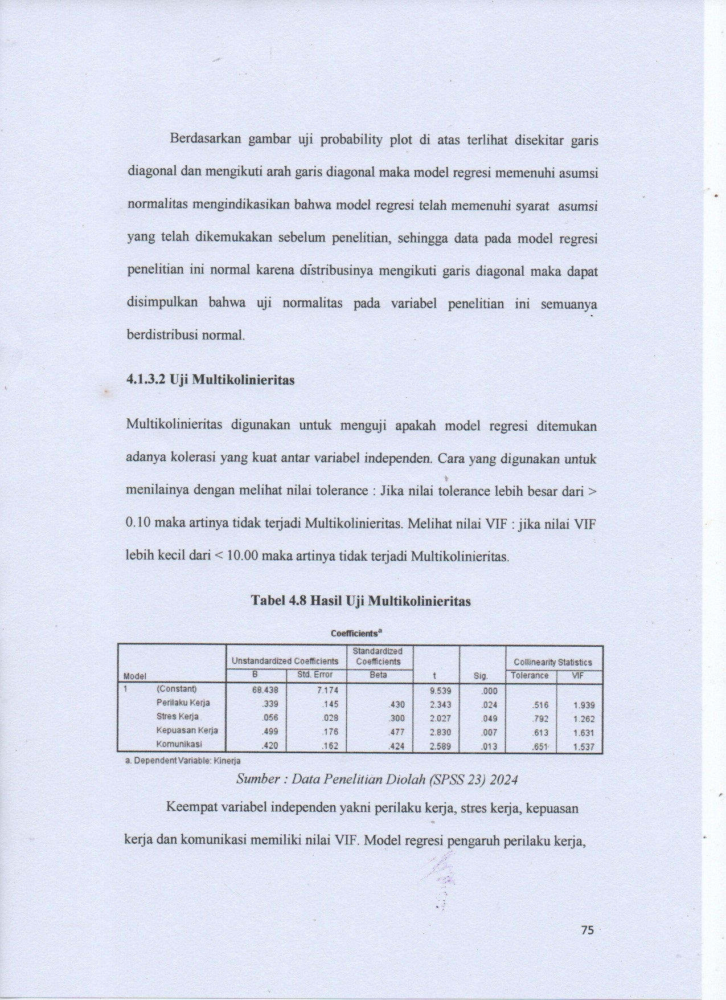 Berdasarkan gambar uji probability plot di atas terlihat disekitar garis
diagonal dan mengikuti arah garis diagonal maka model regresi memenuhi asumsi
normalitas mengindikasikan bahwa model regresi telah memenuhi syarat asumsi
yang telah dikemukakan sebelum penelitian, sehingga data pada model regresi
penelitian ini normal karena distribusinya mengikuti garis diagonal maka dapat
disimpulkan bahwa uji normalitas pada variabel penelitian ini semuanya
berdistribusi normal.
4.1.3.2 Uji Multikolinieritas
Multikolinieritas digunakan untuk menguji apakah model regresi ditemukan
adanya kolerasi yang kuat antar variabel independen. Cara yang digunakan untuk
menilainya dengan melihat nilai tolerance : Jika nilai tolerance lebih besar dari >
0.10 maka artinya tidak terjadi Multikolinieritas. Melihat nilai VIF : jika nilai VIF
lebih kecil dari < 10.00 maka artinya tidak terjadi Multikolinieritas.
Tabel 4.8 Hasil Uji Multikolinieritas
Coefficientsa
Model Unstandardized Coefficients Standardized Coefficients t Sig. Collinearity Statistics
B Std. Error Beta Tolerance VIF
1 (Constant) 68.438 7.174 9.539 .000
Perilaku Kerja .339 .145 .430 2.343 .024 .516 1.939
Stres Kerja .056 .028 .300 2.027 .049 .792 1.262
Kepuasan Kerja .499 .176 .477 2.830 .007 .613 1.631
Komunikasi .420 .162 .424 2.589 .013 .651 1.537
a. Dependent Variable: Kinerja
Sumber : Data Penelitian Diolah (SPSS 23) 2024
Keempat variabel independen yakni perilaku kerja, stres kerja, kepuasan
kerja dan komunikasi memiliki nilai VIF. Model regresi pengaruh perilaku kerja,
75